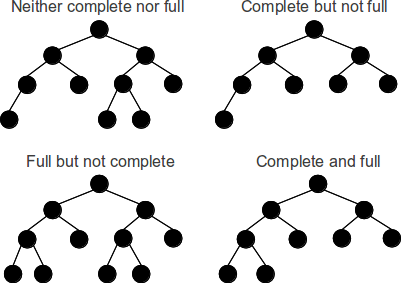 Neither complete nor full
Complete but not full
Full but not complete
Complete and full